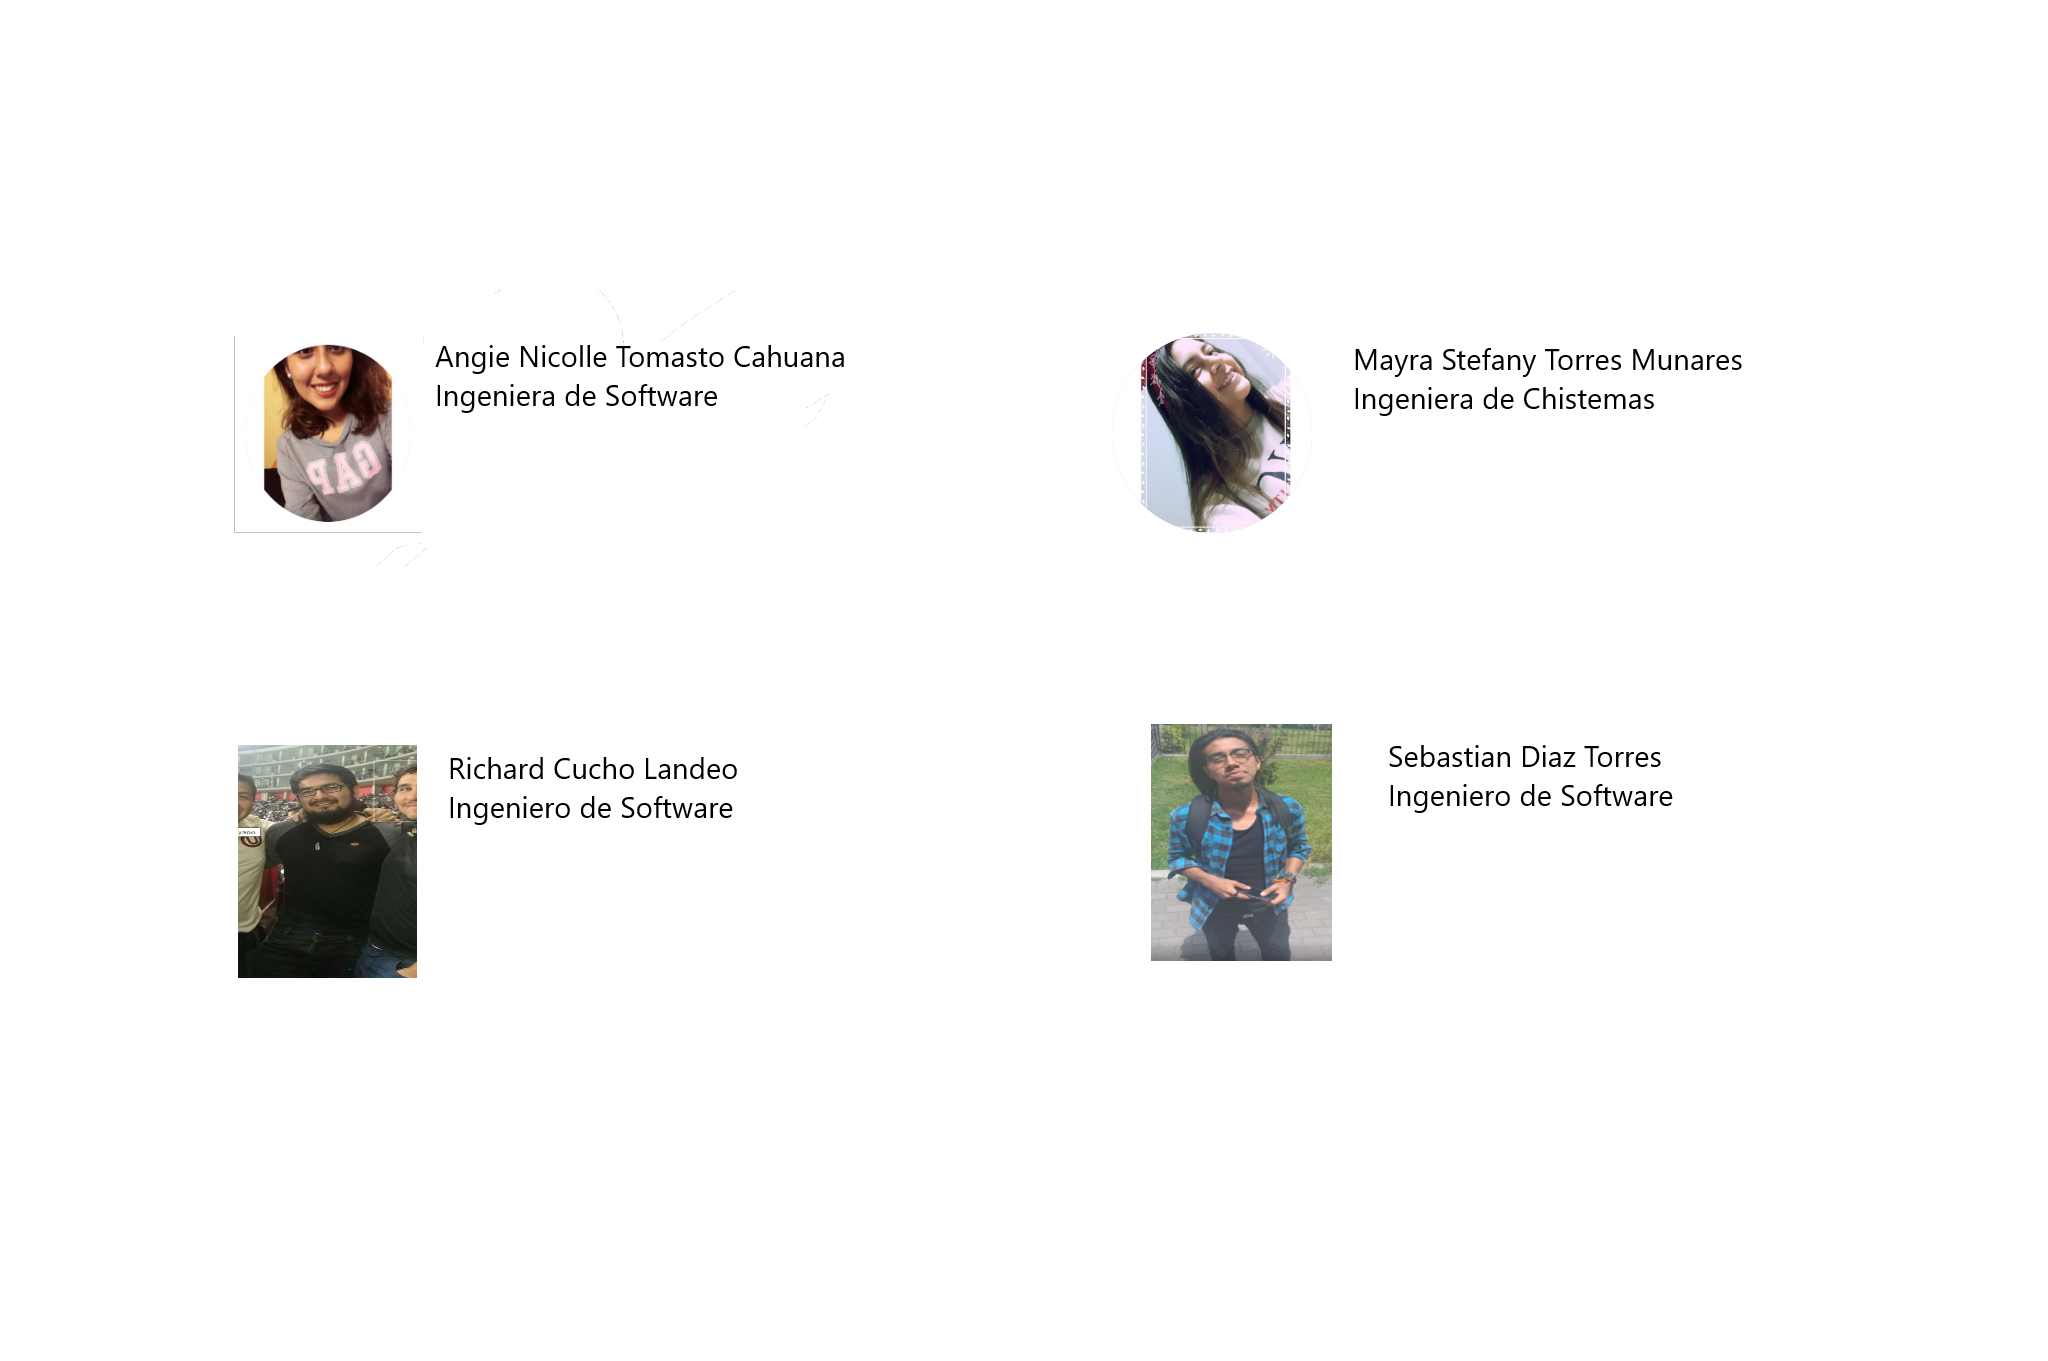 Angie Nicolle Tomasto Cahuana
Ingeniera de Software
GAP
Mayra Stefany Torres Munares
Ingeniera de Chistemas
Richard Cucho Landeo
Ingeniero de Software
yano
Sebastian Diaz Torres
Ingeniero de Software